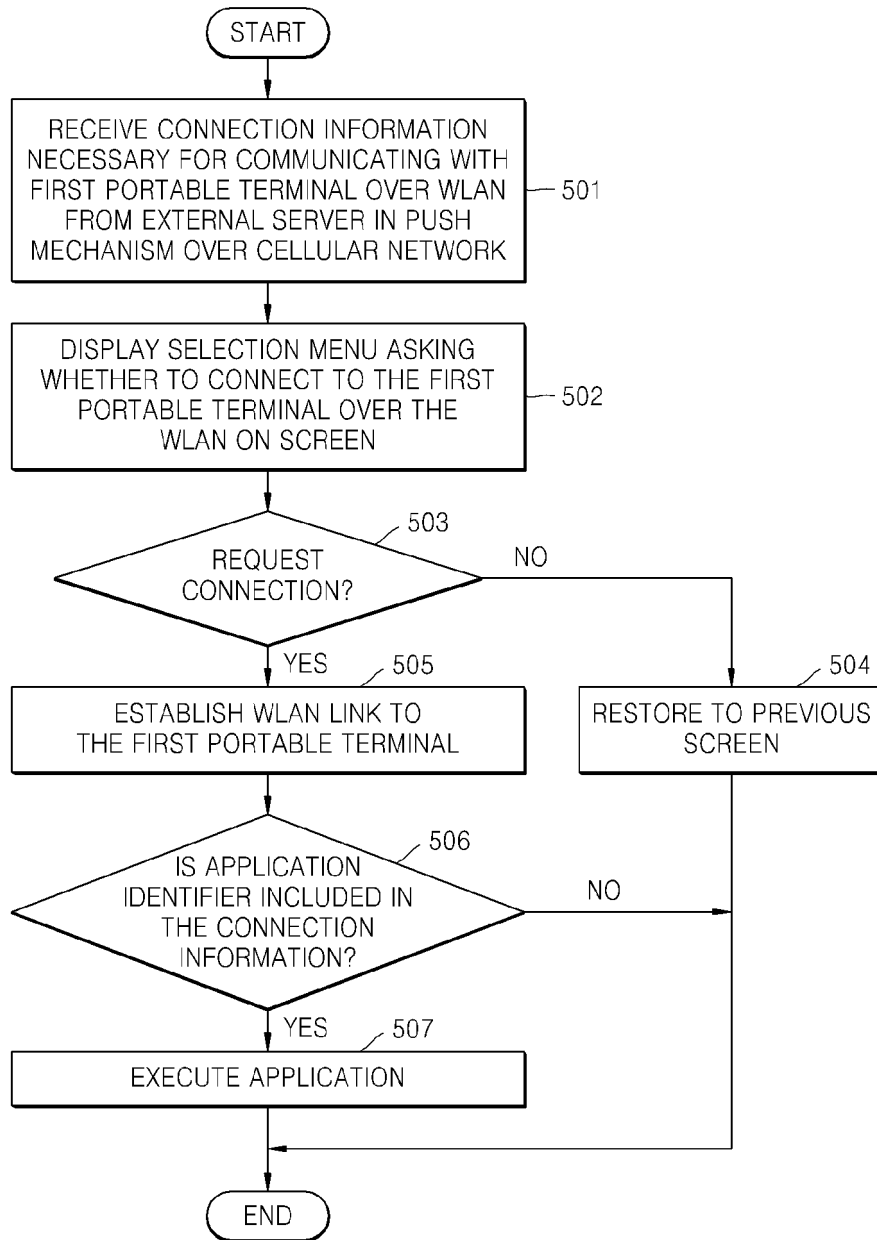 START
RECEIVE CONNECTION INFORMATION
NECESSARY FOR COMMUNICATING WITH
FIRST PORTABLE TERMINAL OVER WLAN
FROM EXTERNAL SERVER IN PUSH
MECHANISM OVER CELLULAR NETWORK
501
DISPLAY SELECTION MENU ASKING
WHETHER TO CONNECT TO THE FIRST
PORTABLE TERMINAL OVER THE
WLAN ON SCREEN
502
503
REQUEST
CONNECTION?
NO
YES
505
504
ESTABLISH WLAN LINK TO
THE FIRST PORTABLE TERMINAL
RESTORE TO PREVIOUS
SCREEN
506
IS APPLICATION
IDENTIFIER INCLUDED IN
THE CONNECTION
INFORMATION?
NO
YES
507
EXECUTE APPLICATION
END